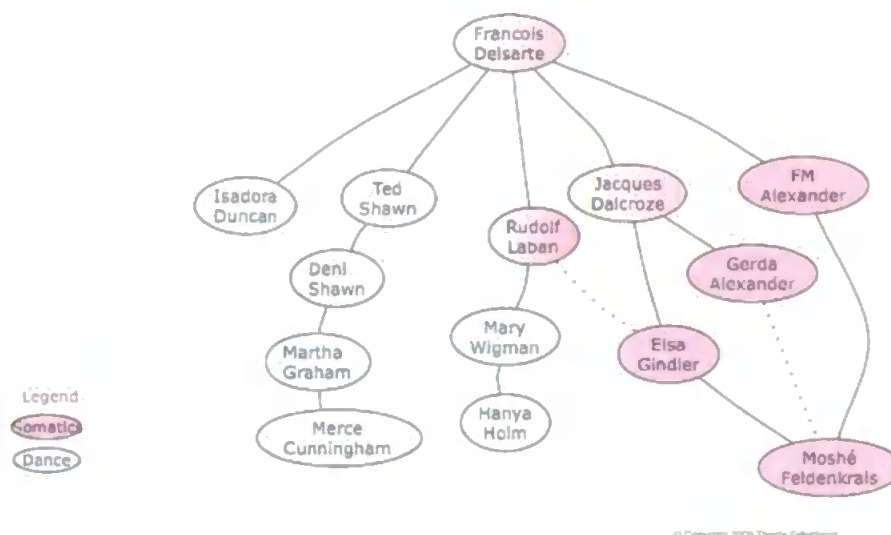 Francois
Delsarte
Isadora
Duncan
Ted
Shawn
Jacques
Dalcroze
FM
Alexander
Rudolf
Laban
Deni
Shawn
Gerda
Alexander
Mary
Wigman
Elsa
Gindler
Martha
Graham
Legend
Somatics
Dance
Merce
Cunningham
Hanya
Holm
Moshé
Feldenkrais
© Copyright